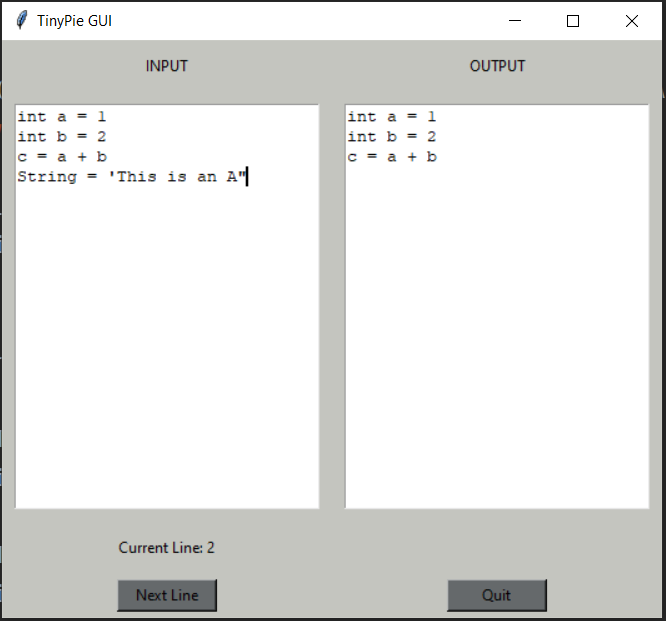 TinyPie GUI
INPUT
int a = 1
int b = 2
c = a + b
String = 'This is an A"
OUTPUT
int a = 1
int b = 2
c = a + b
Current Line: 2
Next Line
Quit